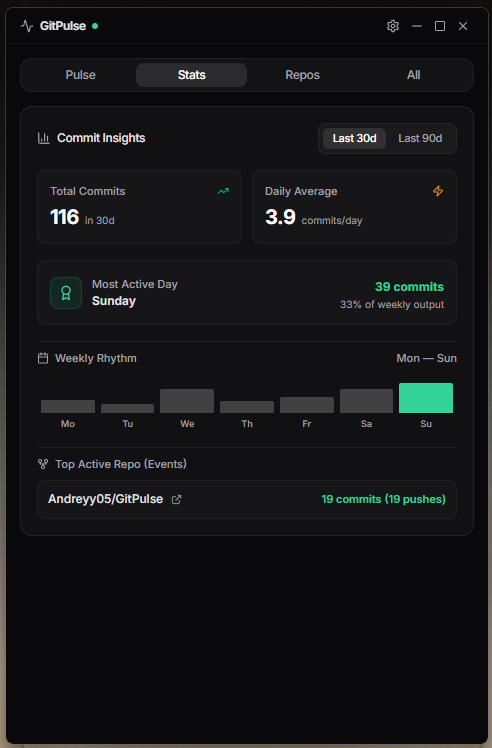 GitPulse
Pulse Stats Repos All
Commit Insights Last 30d Last 90d
Total Commits
116 in 30d
Daily Average
3.9 commits/day
Most Active Day
Sunday
39 commits
33% of weekly output
Weekly Rhythm Mon — Sun
Mo Tu We Th Fr Sa Su
Top Active Repo (Events)
Andreyy05/GitPulse 19 commits (19 pushes)